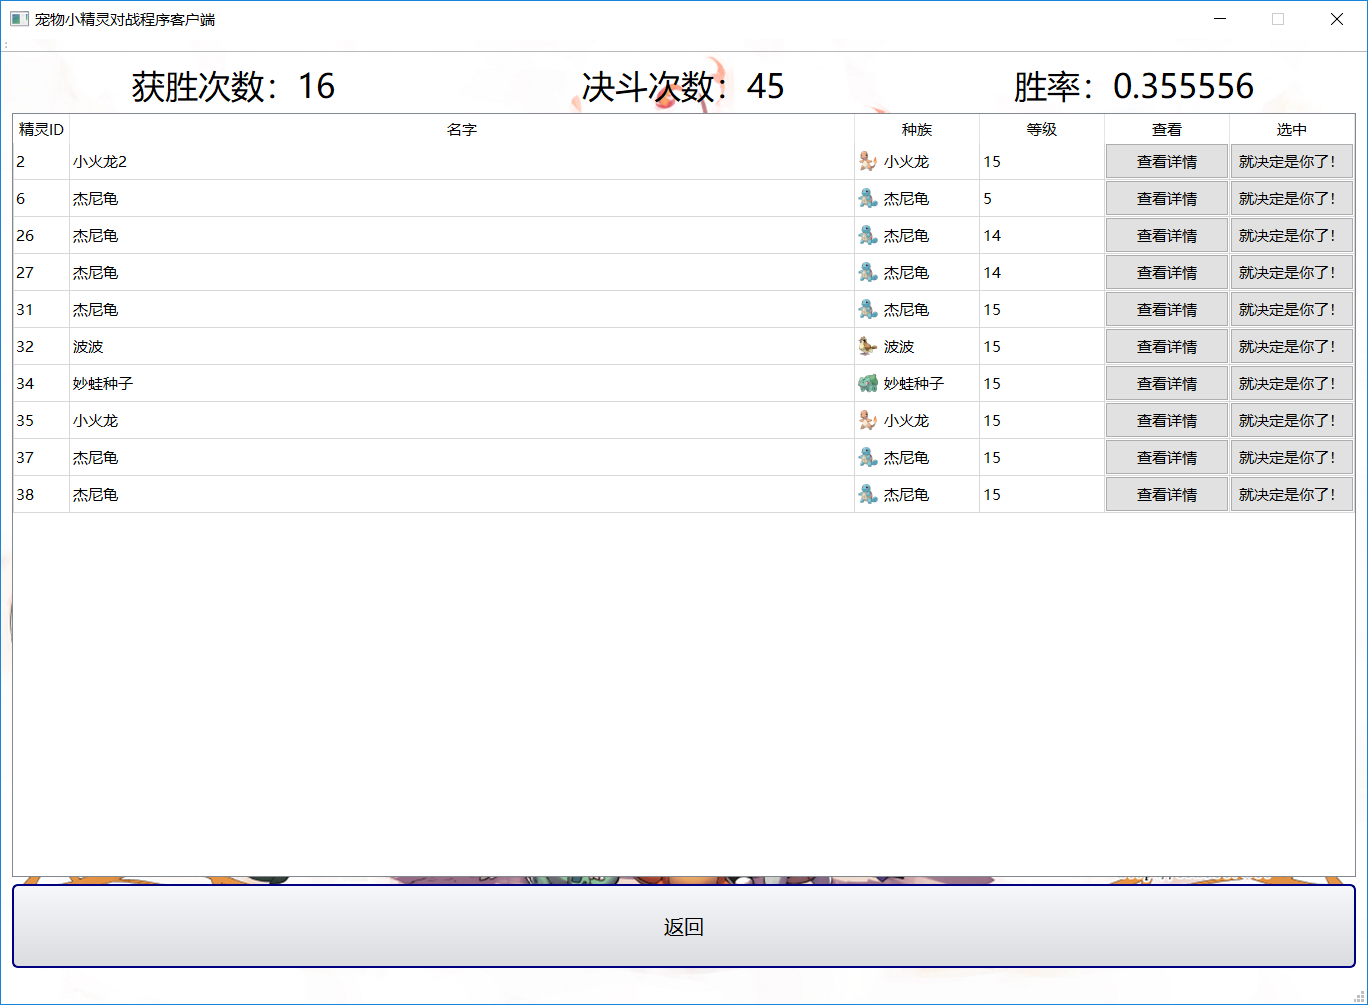 宠物小精灵对战程序客户端
获胜次数：16 决斗次数：45 胜率：0.355556
精灵ID 名字 种族 等级 查看 选中
2 小火龙2 小火龙 15 查看详情 就决定是你了！
6 杰尼龟 杰尼龟 5 查看详情 就决定是你了！
26 杰尼龟 杰尼龟 14 查看详情 就决定是你了！
27 杰尼龟 杰尼龟 14 查看详情 就决定是你了！
31 杰尼龟 杰尼龟 15 查看详情 就决定是你了！
32 波波 波波 15 查看详情 就决定是你了！
34 妙蛙种子 妙蛙种子 15 查看详情 就决定是你了！
35 小火龙 小火龙 15 查看详情 就决定是你了！
37 杰尼龟 杰尼龟 15 查看详情 就决定是你了！
38 杰尼龟 杰尼龟 15 查看详情 就决定是你了！
返回